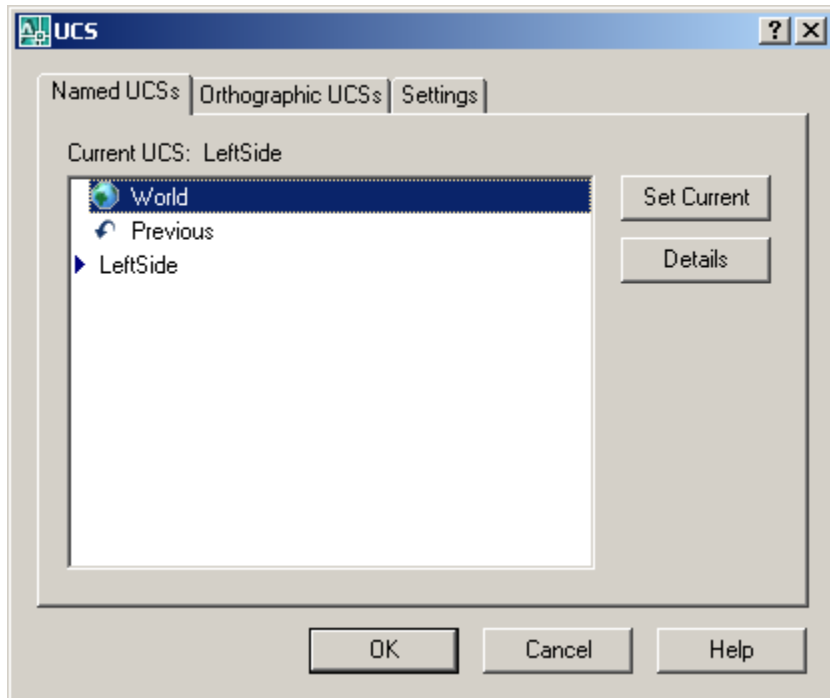 UCS
Named UCSs
Orthographic UCSs
Settings
Current UCS: LeftSide
World
Previous
LeftSide
Set Current
Details
OK
Cancel
Help